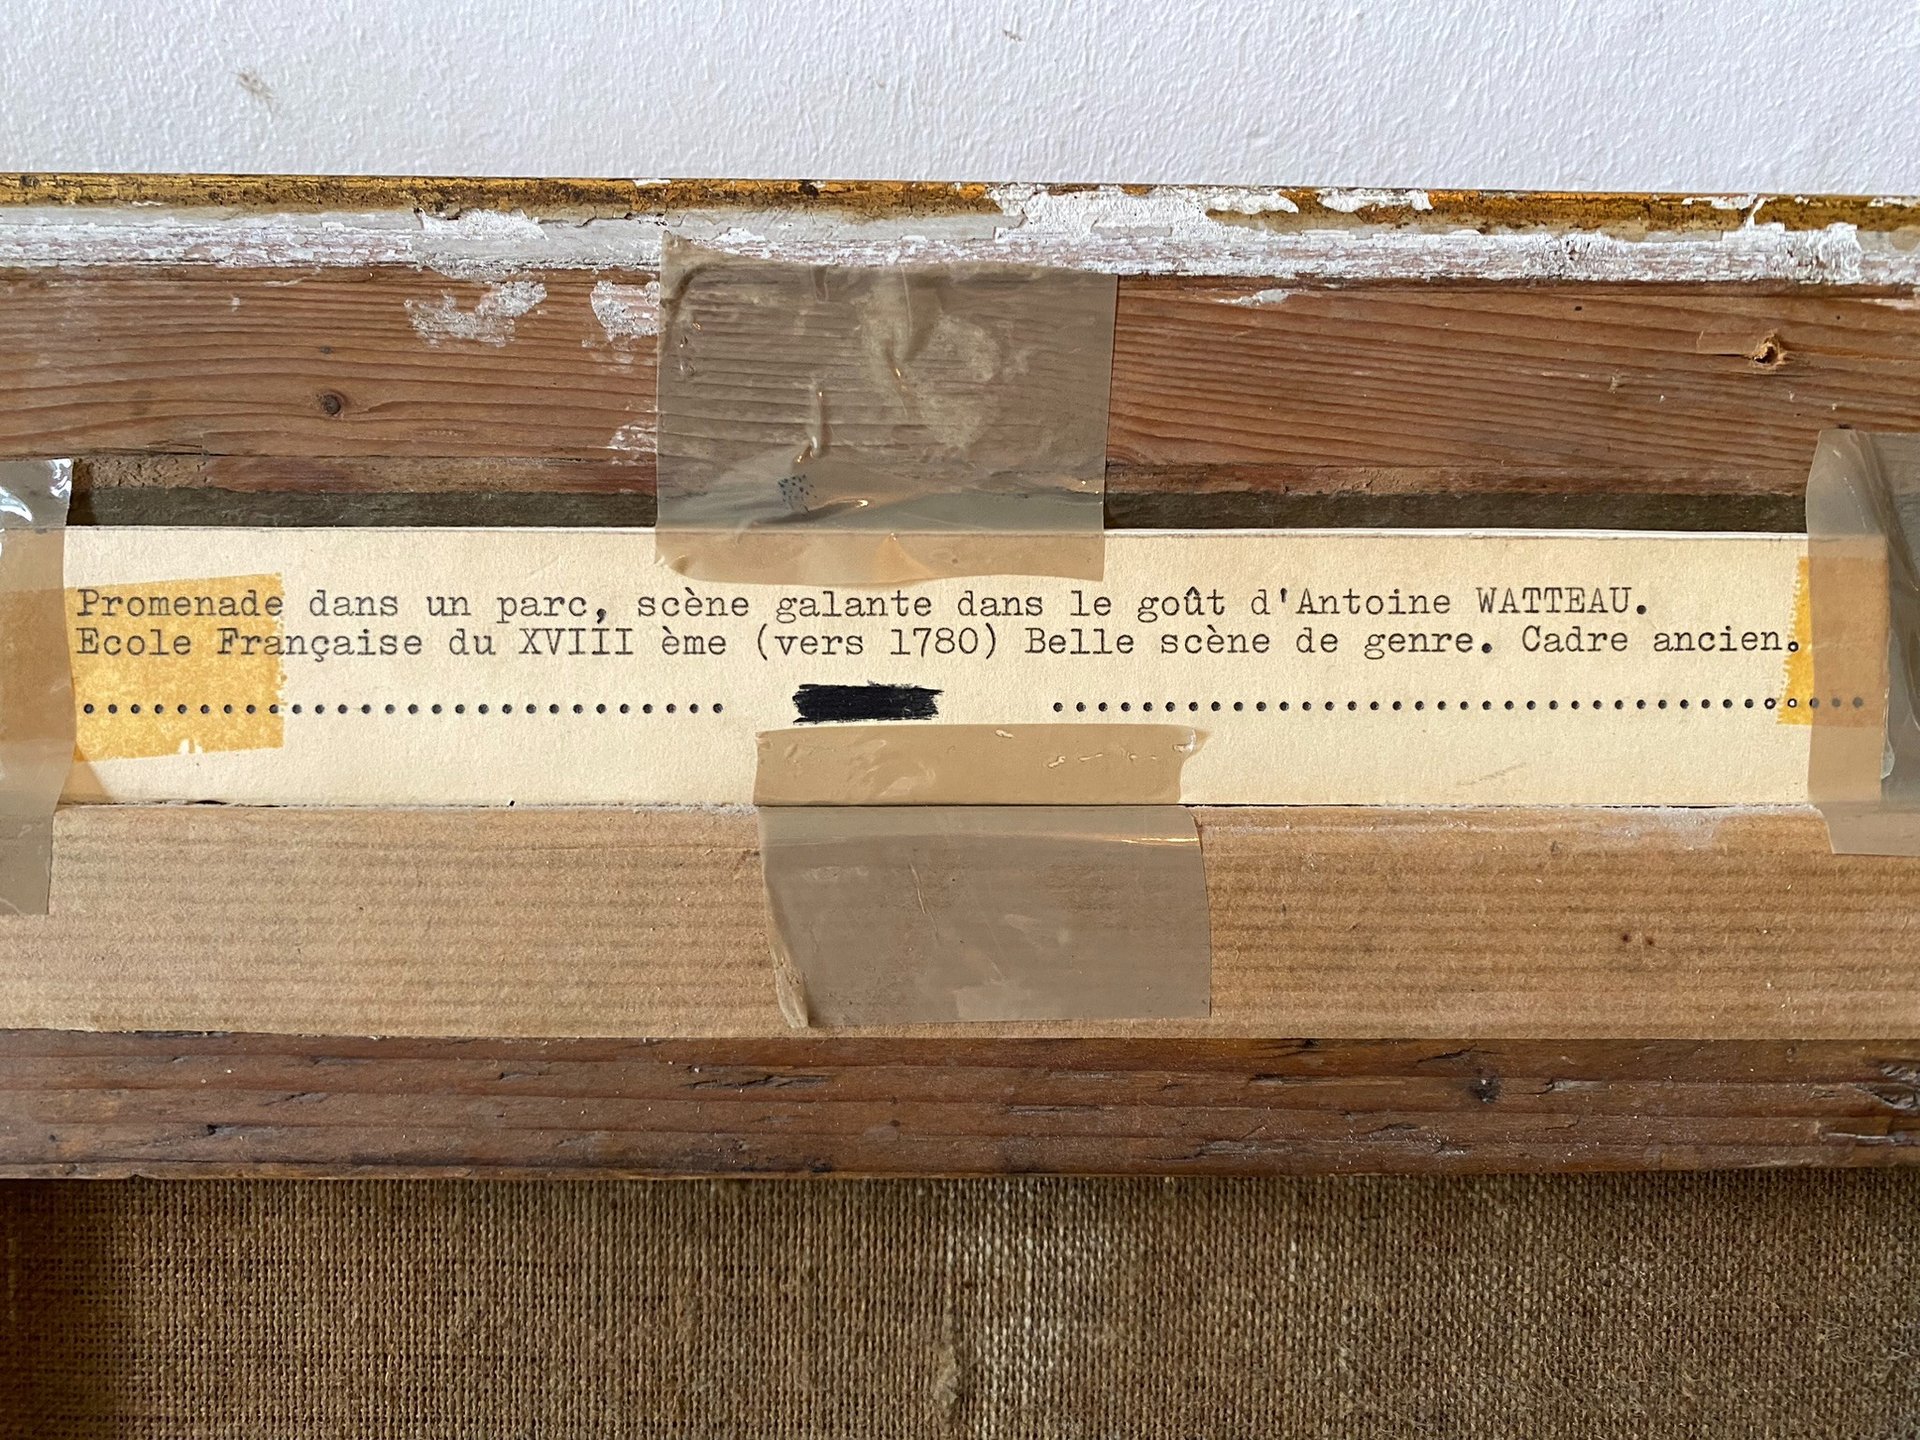 Promenade dans un parc, scène galante dans le goût d'Antoine WATTEAU.
Ecole Française du XVIII ème (vers 1780) Belle scène de genre. Cadre ancien.
............................ ...................................